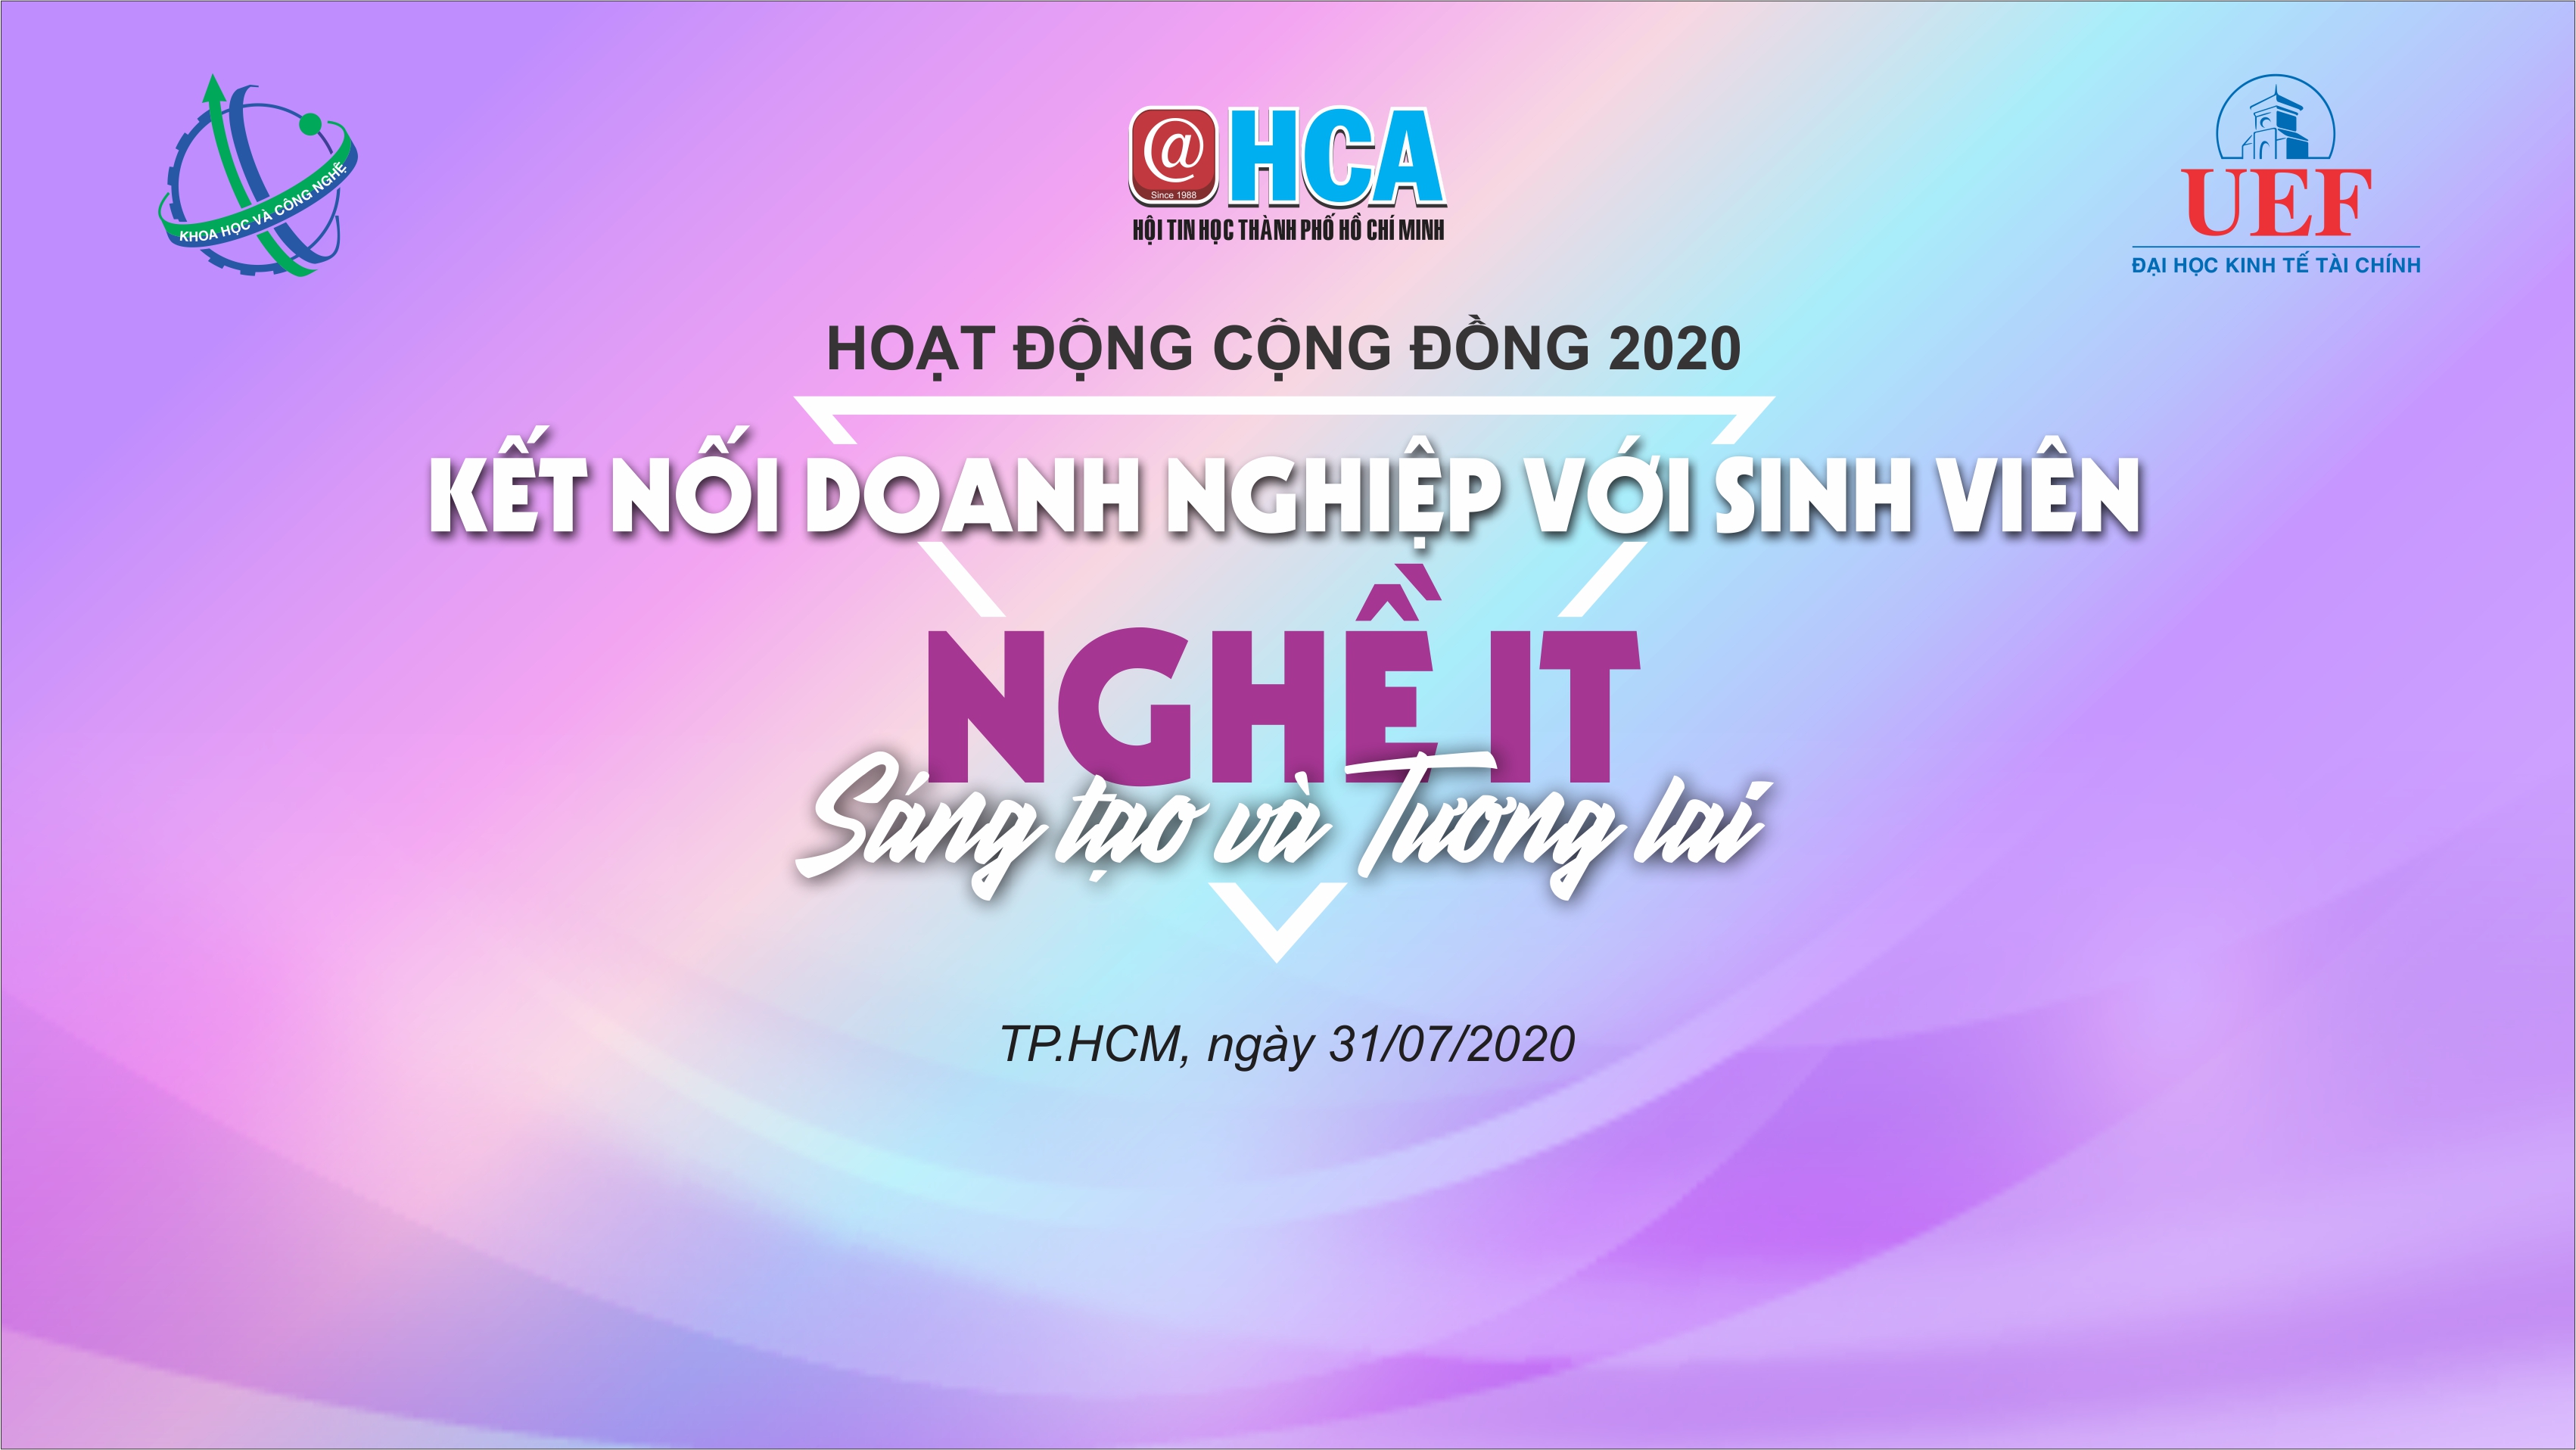 KHOA HỌC VÀ CÔNG NGHỆ
@HCA
Since 1988
HỘI TIN HỌC THÀNH PHỐ HỒ CHÍ MINH
UEF
ĐẠI HỌC KINH TẾ TÀI CHÍNH
HOẠT ĐỘNG CỘNG ĐỒNG 2020
KẾT NỐI DOANH NGHIỆP VỚI SINH VIÊN
NGHỀ IT
Sáng tạo và Tương lai
TP.HCM, ngày 31/07/2020